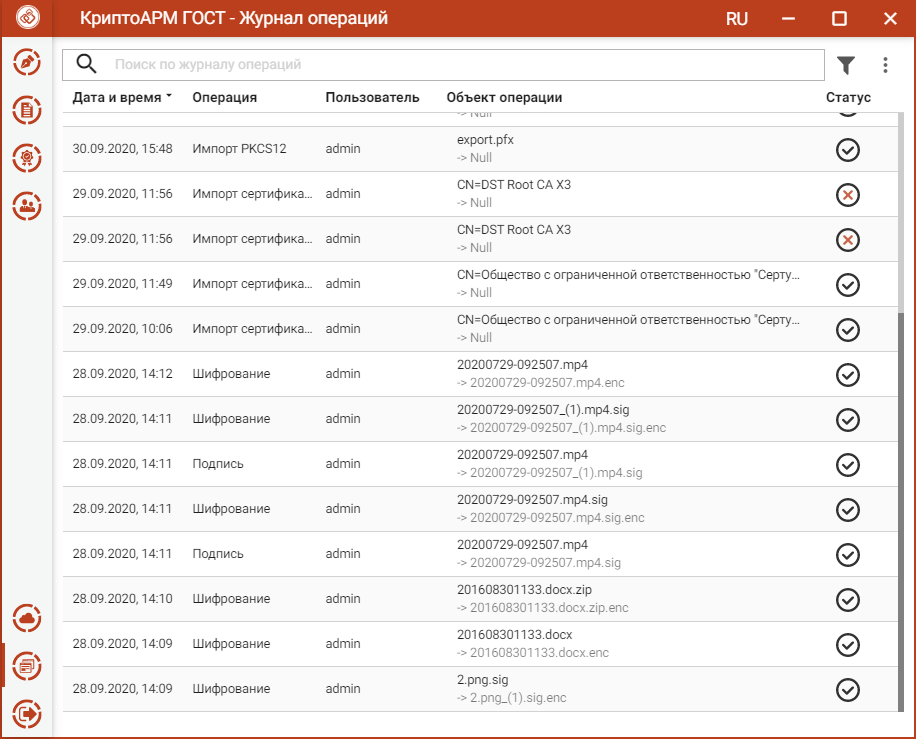 КриптоАРМ ГОСТ - Журнал операций
RU
Поиск по журналу операций
Дата и время Операция Пользователь Объект операции Статус
-> Null
30.09.2020, 15:48 Импорт PKCS12 admin export.pfx
-> Null
29.09.2020, 11:56 Импорт сертифика... admin CN=DST Root CA X3
-> Null
29.09.2020, 11:56 Импорт сертифика... admin CN=DST Root CA X3
-> Null
29.09.2020, 11:49 Импорт сертифика... admin CN=Общество с ограниченной ответственностью "Серту...
-> Null
29.09.2020, 10:06 Импорт сертифика... admin CN=Общество с ограниченной ответственностью "Серту...
-> Null
28.09.2020, 14:12 Шифрование admin 20200729-092507.mp4
-> 20200729-092507.mp4.enc
28.09.2020, 14:11 Шифрование admin 20200729-092507_(1).mp4.sig
-> 20200729-092507_(1).mp4.sig.enc
28.09.2020, 14:11 Подпись admin 20200729-092507.mp4
-> 20200729-092507_(1).mp4.sig
28.09.2020, 14:11 Шифрование admin 20200729-092507.mp4.sig
-> 20200729-092507.mp4.sig.enc
28.09.2020, 14:11 Подпись admin 20200729-092507.mp4
-> 20200729-092507.mp4.sig
28.09.2020, 14:10 Шифрование admin 201608301133.docx.zip
-> 201608301133.docx.zip.enc
28.09.2020, 14:09 Шифрование admin 201608301133.docx
-> 201608301133.docx.enc
28.09.2020, 14:09 Шифрование admin 2.png.sig
-> 2.png_(1).sig.enc